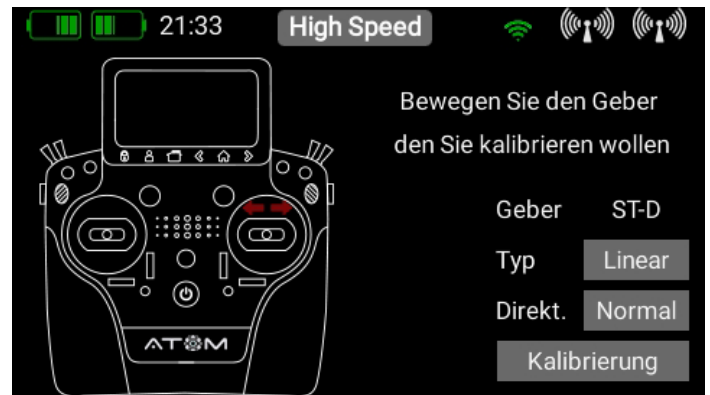 21:33 High Speed
Bewegen Sie den Geber
den Sie kalibrieren wollen
Geber ST-D
Typ Linear
Direkt. Normal
Kalibrierung
ATOM